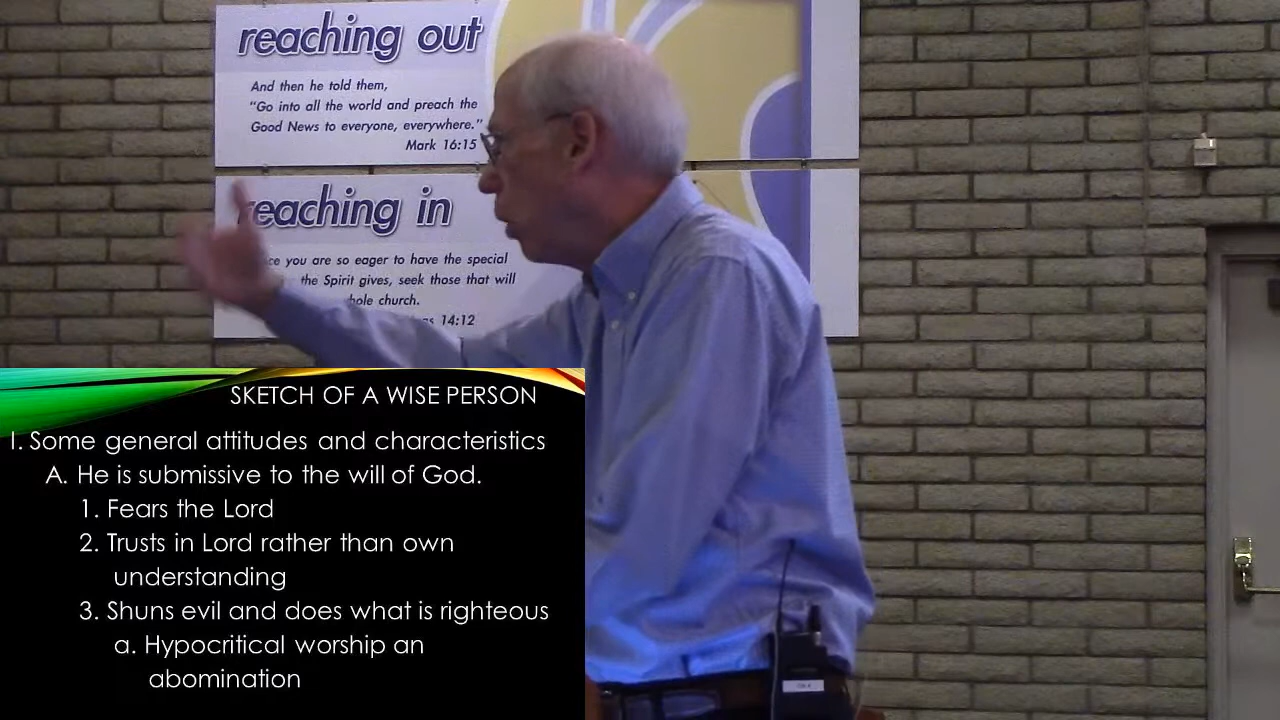 reaching out
And then he told them,
"Go into all the world and preach the
Good News to everyone, everywhere."
Mark 16:15
reaching in
you are so eager to have the special
the Spirit gives, seek those that will
church.
14:12
SKETCH OF A WISE PERSON
I. Some general attitudes and characteristics
A. He is submissive to the will of God.
1. Fears the Lord
2. Trusts in Lord rather than own
understanding
3. Shuns evil and does what is righteous
a. Hypocritical worship an
abomination